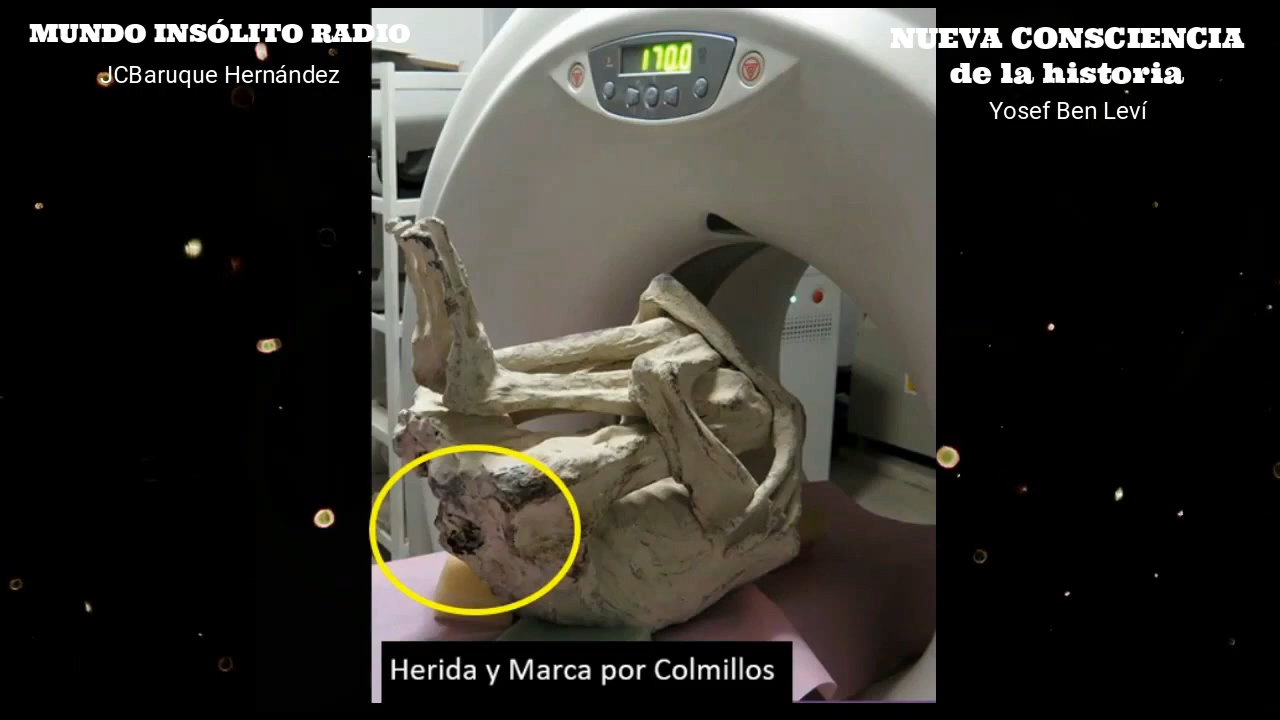 MUNDO INSÓLITO RADIO
JCBaruque Hernández
NUEVA CONSCIENCIA
de la historia
Yosef Ben Leví
170.0
Herida y Marca por Colmillos